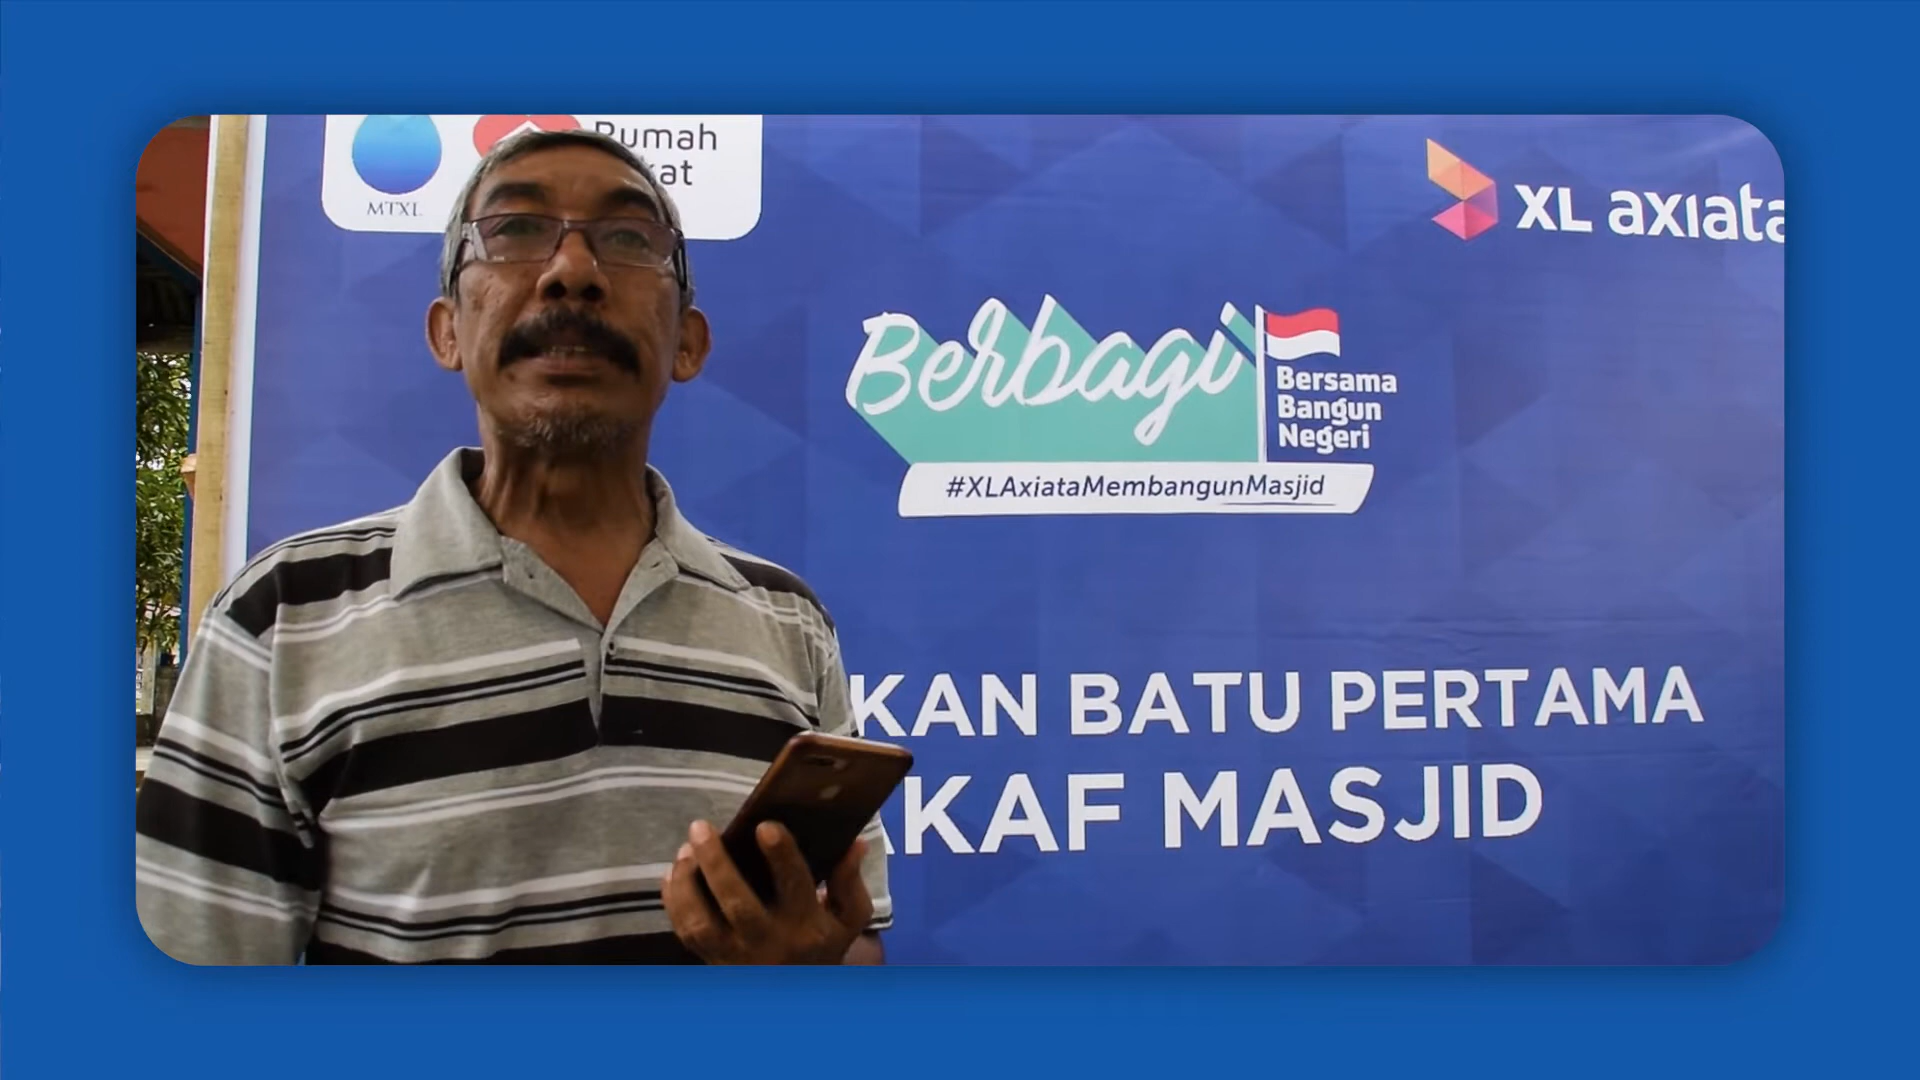 MTXL
Rumah
XL axiata
Berbagi
Bersama
Bangun
Negeri
#XLAxiataMembangunMasjid
KAN BATU PERTAMA
AKAF MASJID